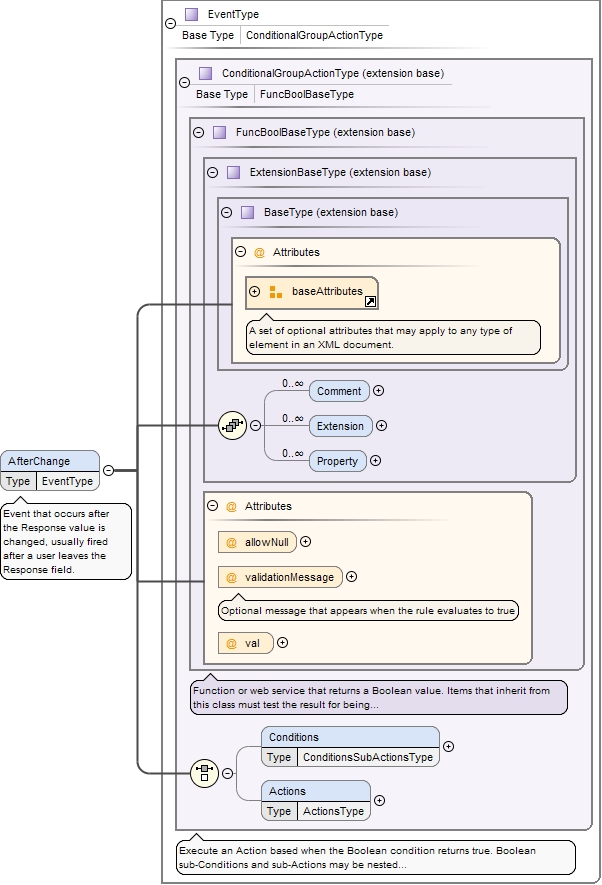 EventType
Base Type ConditionalGroupActionType
ConditionalGroupActionType (extension base)
Base Type FuncBoolBaseType
FuncBoolBaseType (extension base)
ExtensionBaseType (extension base)
BaseType (extension base)
@ Attributes
baseAttributes
A set of optional attributes that may apply to any type of
element in an XML document.
0..∞ Comment
0..∞ Extension
0..∞ Property
AfterChange
Type EventType
Event that occurs after
the Response value is
changed, usually fired
after a user leaves the
Response field.
@ Attributes
@ allowNull
@ validationMessage
Optional message that appears when the rule evaluates to true
@ val
Function or web service that returns a Boolean value. Items that inherit from
this class must test the result for being...
Conditions
Type ConditionsSubActionsType
Actions
Type ActionsType
Execute an Action based when the Boolean condition returns true. Boolean
sub-Conditions and sub-Actions may be nested...